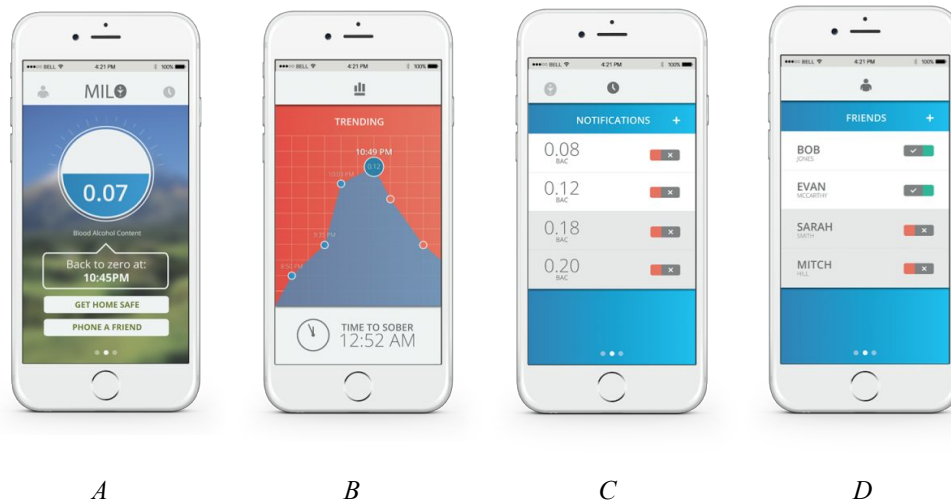 BELL 4:21 PM 100%
MILO
0.07
Blood Alcohol Content
Back to zero at:
10:45PM
GET HOME SAFE
PHONE A FRIEND
A
BELL 4:21 PM 100%
TRENDING
10:49 PM
0.12
TIME TO SOBER
12:52 AM
B
BELL 4:21 PM 100%
NOTIFICATIONS +
0.08
BAC
0.12
BAC
0.18
BAC
0.20
BAC
C
BELL 4:21 PM 100%
FRIENDS +
BOB
JONES
EVAN
MCCARTHY
SARAH
SMITH
MITCH
HILL
D